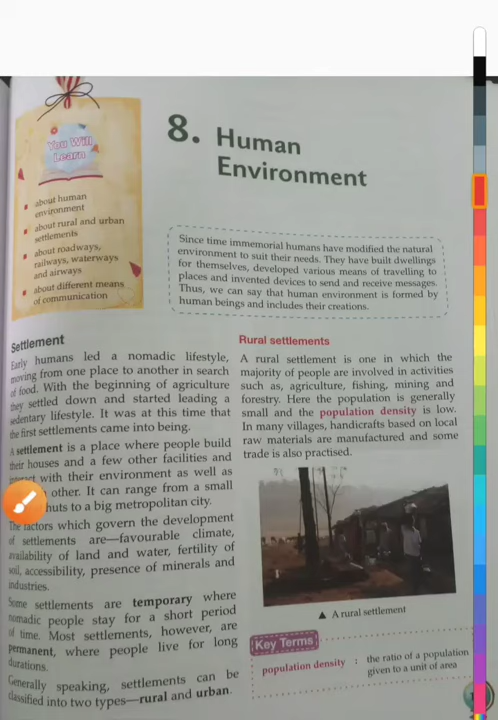 You Will
Learn
about human
environment
about rural and urban
settlements
about roadways,
railways, waterways
and airways
about different means
of communication
8. Human
Environment
Since time immemorial humans have modified the natural
environment to suit their needs. They have built dwellings
for themselves, developed various means of travelling to
places and invented devices to send and receive messages.
Thus, we can say that human environment is formed by
human beings and includes their creations.
Settlement
Early humans led a nomadic lifestyle,
moving from one place to another in search
of food. With the beginning of agriculture
they settled down and started leading a
sedentary lifestyle. It was at this time that
the first settlements came into being.
A settlement is a place where people build
their houses and a few other facilities and
interact with their environment as well as
other. It can range from a small
huts to a big metropolitan city.
The factors which govern the development
of settlements are—favourable climate,
availability of land and water, fertility of
soil, accessibility, presence of minerals and
industries.
Some settlements are temporary where
nomadic people stay for a short period
of time. Most settlements, however, are
permanent, where people live for long
durations.
Generally speaking, settlements can be
classified into two types—rural and urban.
Rural settlements
A rural settlement is one in which the
majority of people are involved in activities
such as, agriculture, fishing, mining and
forestry. Here the population is generally
small and the population density is low.
In many villages, handicrafts based on local
raw materials are manufactured and some
trade is also practised.
▲ A rural settlement
Key Terms
population density : the ratio of a population
given to a unit of area